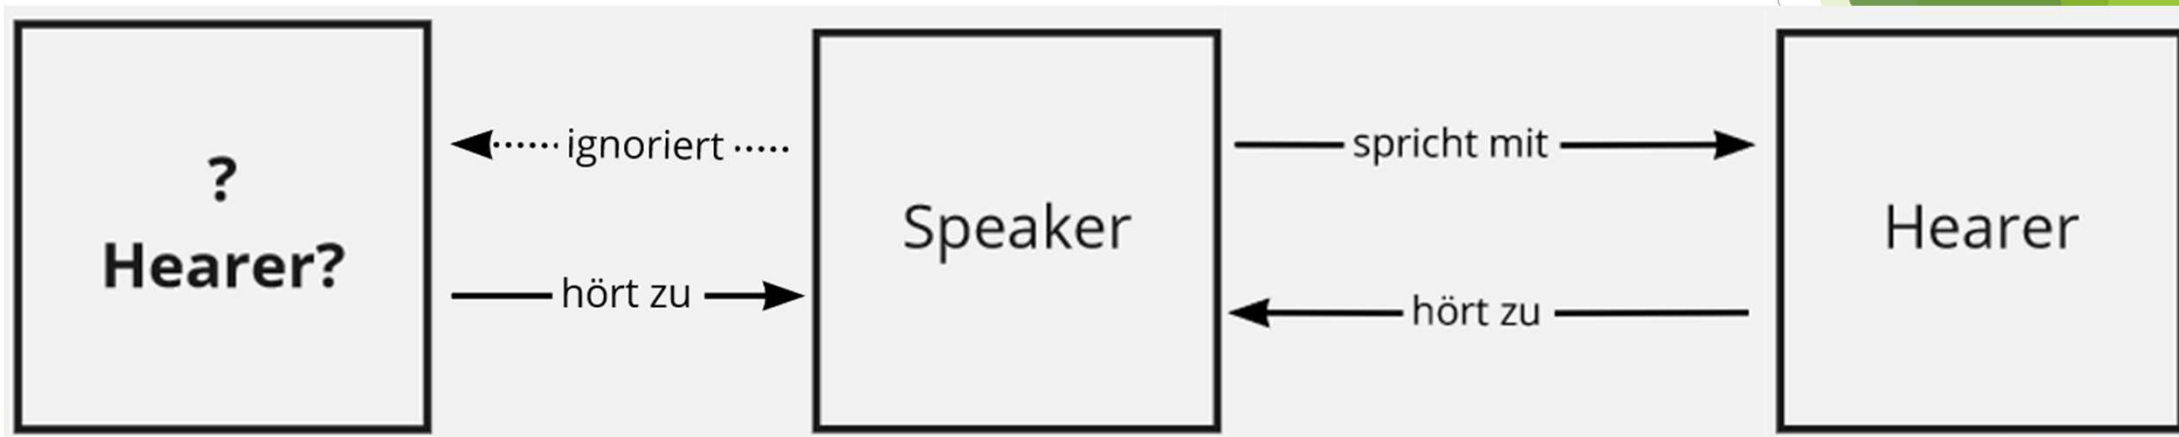 ?
Hearer?
ignoriert
hört zu
Speaker
spricht mit
hört zu
Hearer